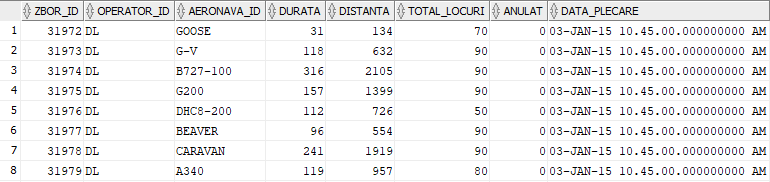 ZBOR_ID OPERATOR_ID AERONAVA_ID DURATA DISTANTA TOTAL_LOCURI ANULAT DATA_PLECARE
1 31972 DL GOOSE 31 134 70 0 03-JAN-15 10.45.00.000000000 AM
2 31973 DL G-V 118 632 90 0 03-JAN-15 10.45.00.000000000 AM
3 31974 DL B727-100 316 2105 90 0 03-JAN-15 10.45.00.000000000 AM
4 31975 DL G200 157 1399 90 0 03-JAN-15 10.45.00.000000000 AM
5 31976 DL DHC8-200 112 726 50 0 03-JAN-15 10.45.00.000000000 AM
6 31977 DL BEAVER 96 554 90 0 03-JAN-15 10.45.00.000000000 AM
7 31978 DL CARAVAN 241 1919 90 0 03-JAN-15 10.45.00.000000000 AM
8 31979 DL A340 119 957 80 0 03-JAN-15 10.45.00.000000000 AM